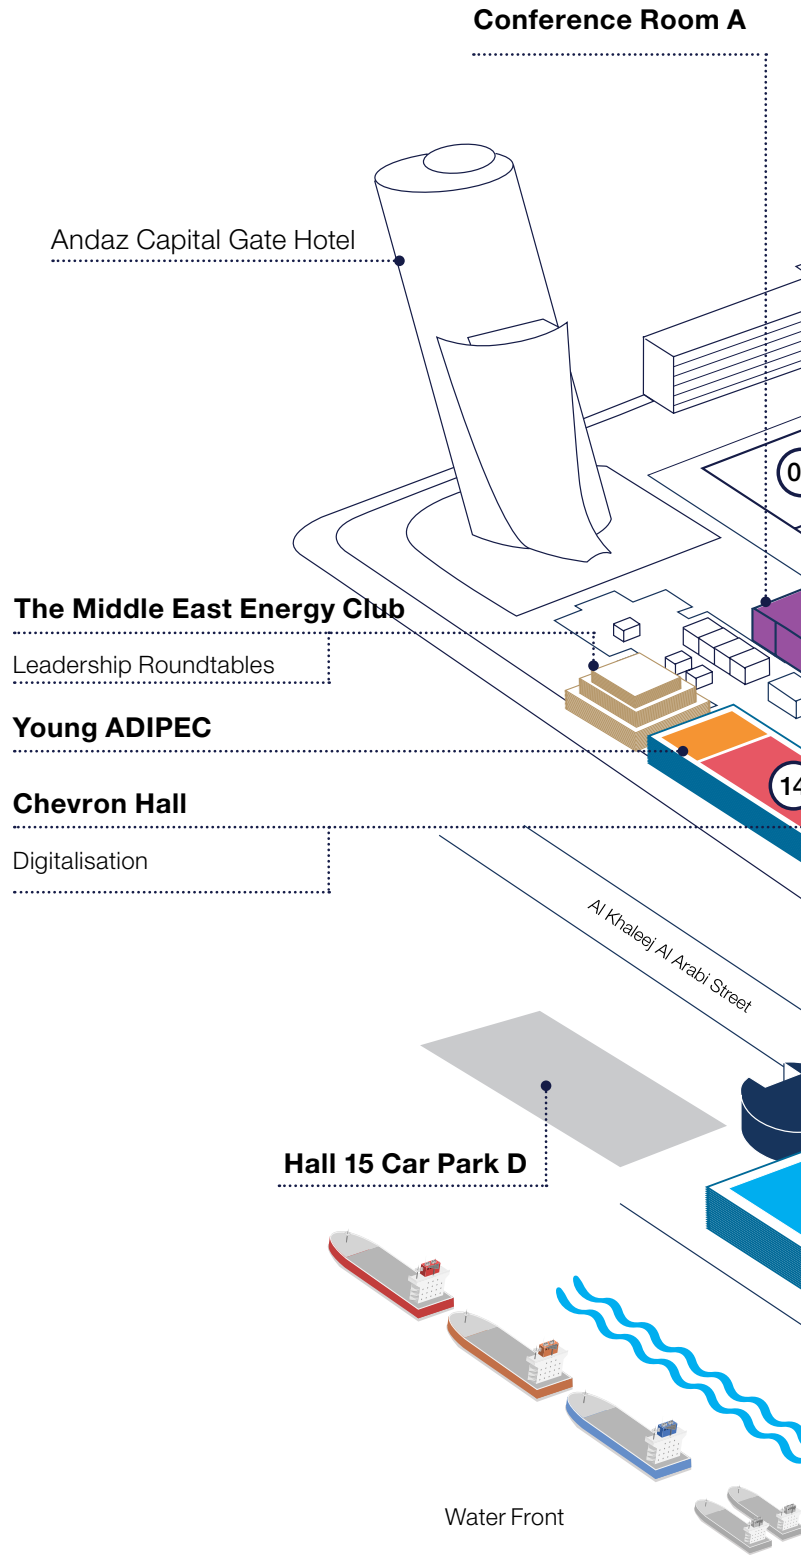 Conference Room A
Andaz Capital Gate Hotel
The Middle East Energy Club
Leadership Roundtables
Young ADIPEC
14
Chevron Hall
Digitalisation
Al Khaleej Al Arabi Street
Hall 15 Car Park D
Water Front